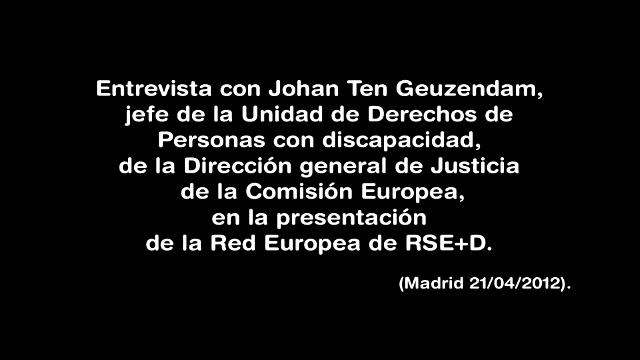 Entrevista con Johan Ten Geuzendam,
jefe de la Unidad de Derechos de
Personas con discapacidad,
de la Dirección general de Justicia
de la Comisión Europea,
en la presentación
de la Red Europea de RSE+D.
(Madrid 21/04/2012).